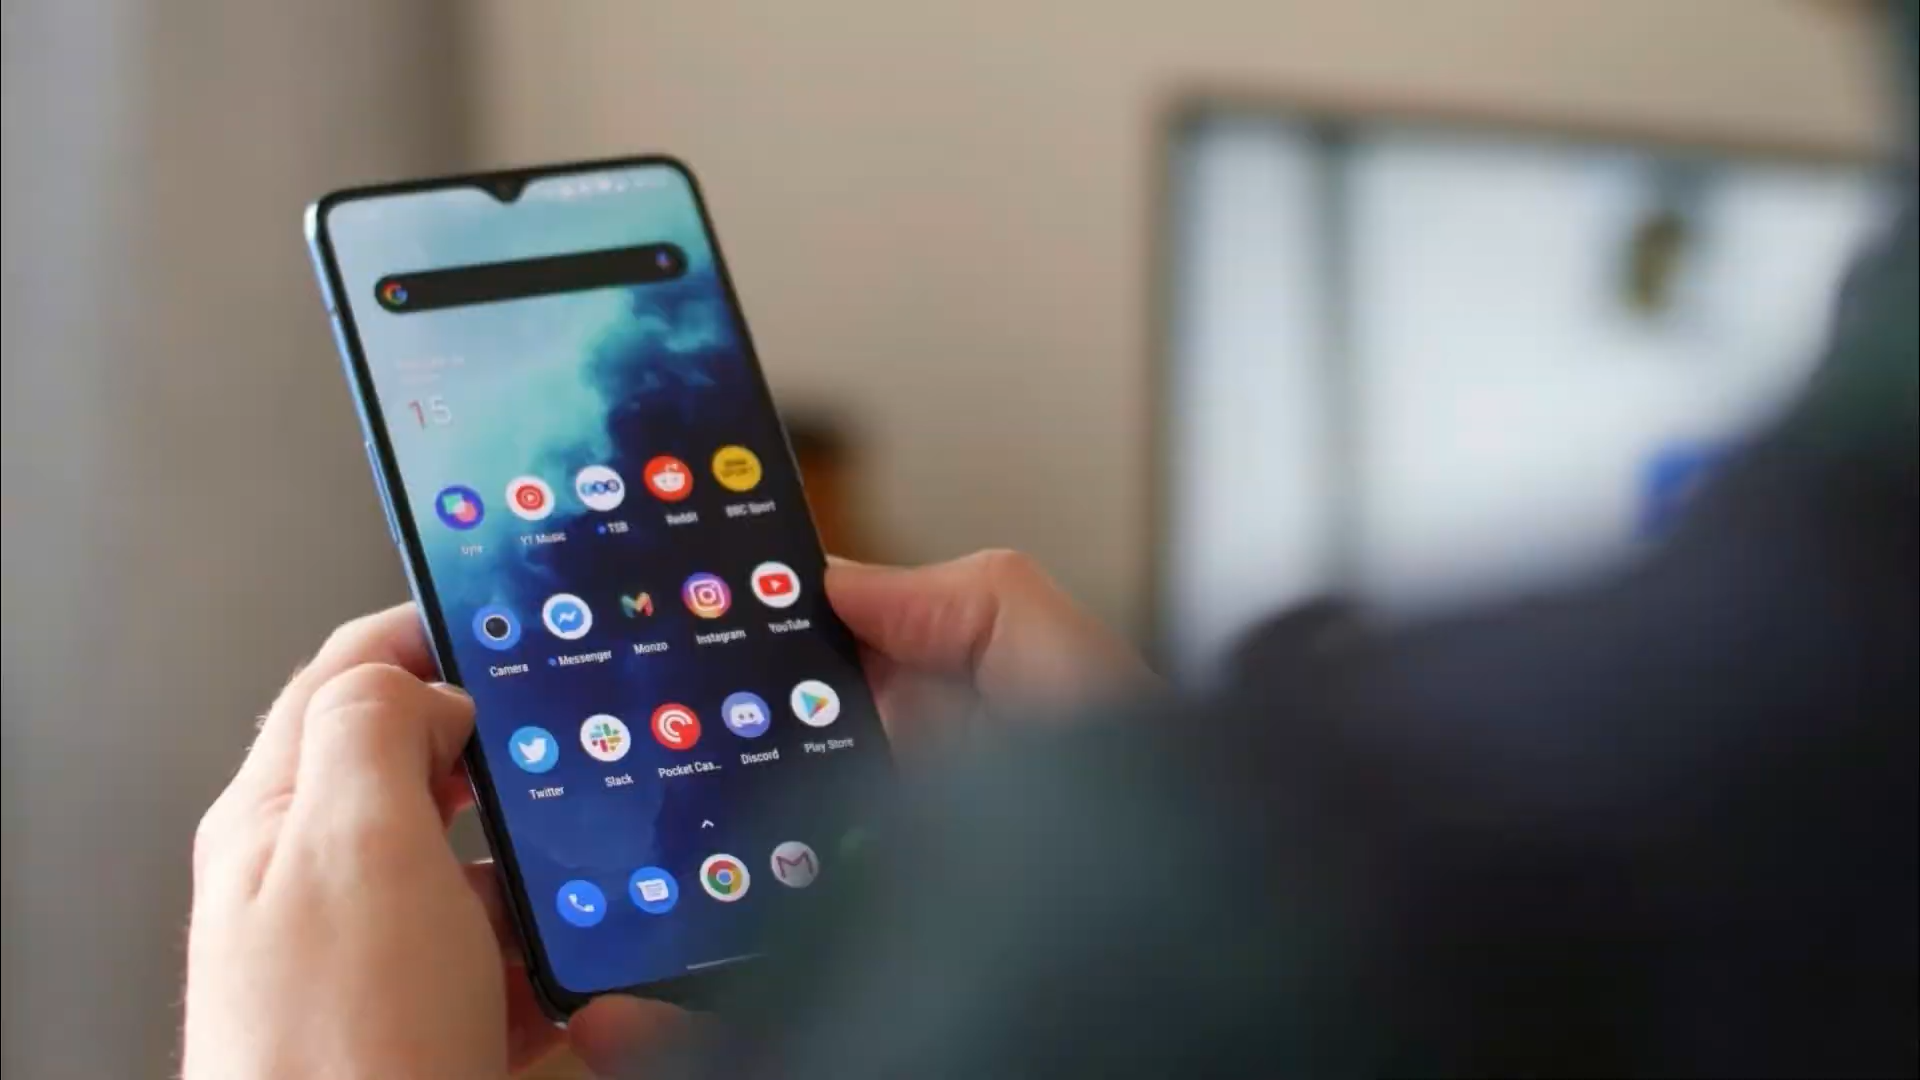 15
byte
YT Music
TSB
Reddit
BBC Sport
Camera
Messenger
Monzo
Instagram
YouTube
Twitter
Slack
Pocket Cas...
Discord
Play Store